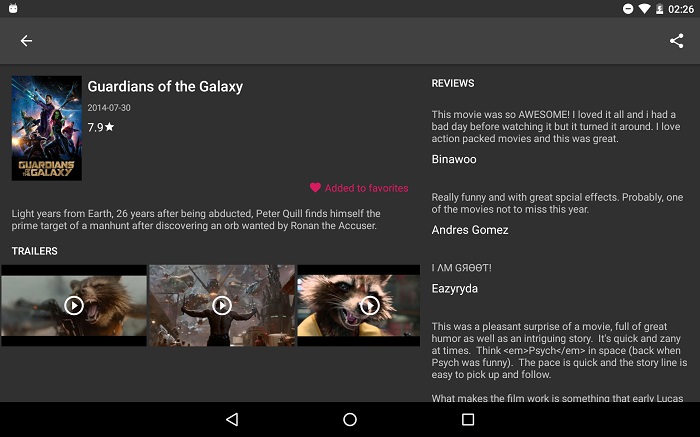 02:26
Guardians of the Galaxy
2014-07-30
7.9★
GUARDIANS
OF THE
GALAXY
Added to favorites
Light years from Earth, 26 years after being abducted, Peter Quill finds himself the
prime target of a manhunt after discovering an orb wanted by Ronan the Accuser.
TRAILERS
REVIEWS
This movie was so AWESOME! I loved it all and i had a
bad day before watching it but it turned it around. I love
action packed movies and this was great.
Binawoo
Really funny and with great spcial effects. Probably, one
of the movies not to miss this year.
Andres Gomez
I ΛM GЯѲѲT!
Eazyryda
This was a pleasant surprise of a movie, full of great
humor as well as an intriguing story.  It's quick and zany
at times.  Think <em>Psych</em> in space (back when
Psych was funny).  The pace is quick and the story line is
easy to pick up and follow.
What makes the film work is something that early Lucas